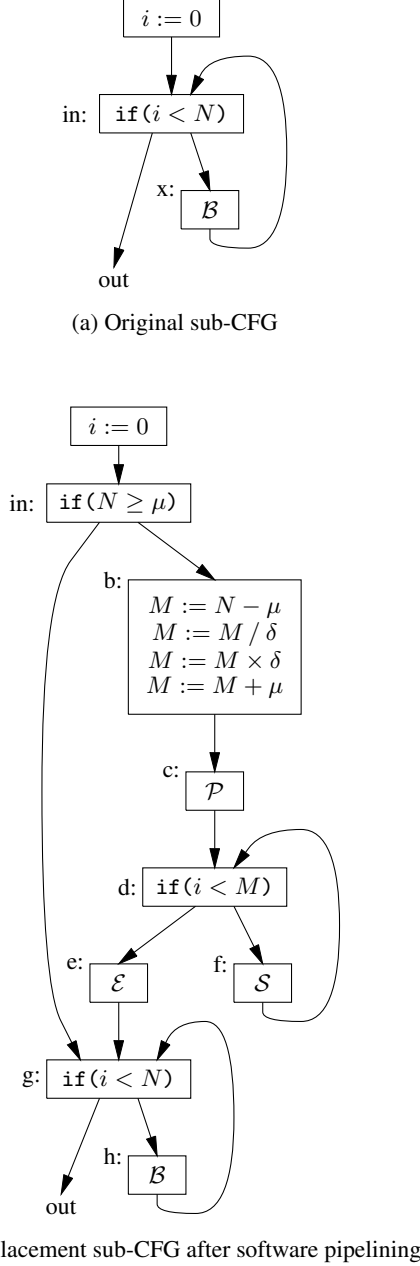 i := 0
in: if(i < N)
x: ℬ
out
(a) Original sub-CFG
i := 0
in: if(N ≥ μ)
b:
M := N − μ
M := M / δ
M := M × δ
M := M + μ
c: 𝒫
d: if(i < M)
e: ℰ
f: 𝒮
g: if(i < N)
h: ℬ
out
lacement sub-CFG after software pipelining